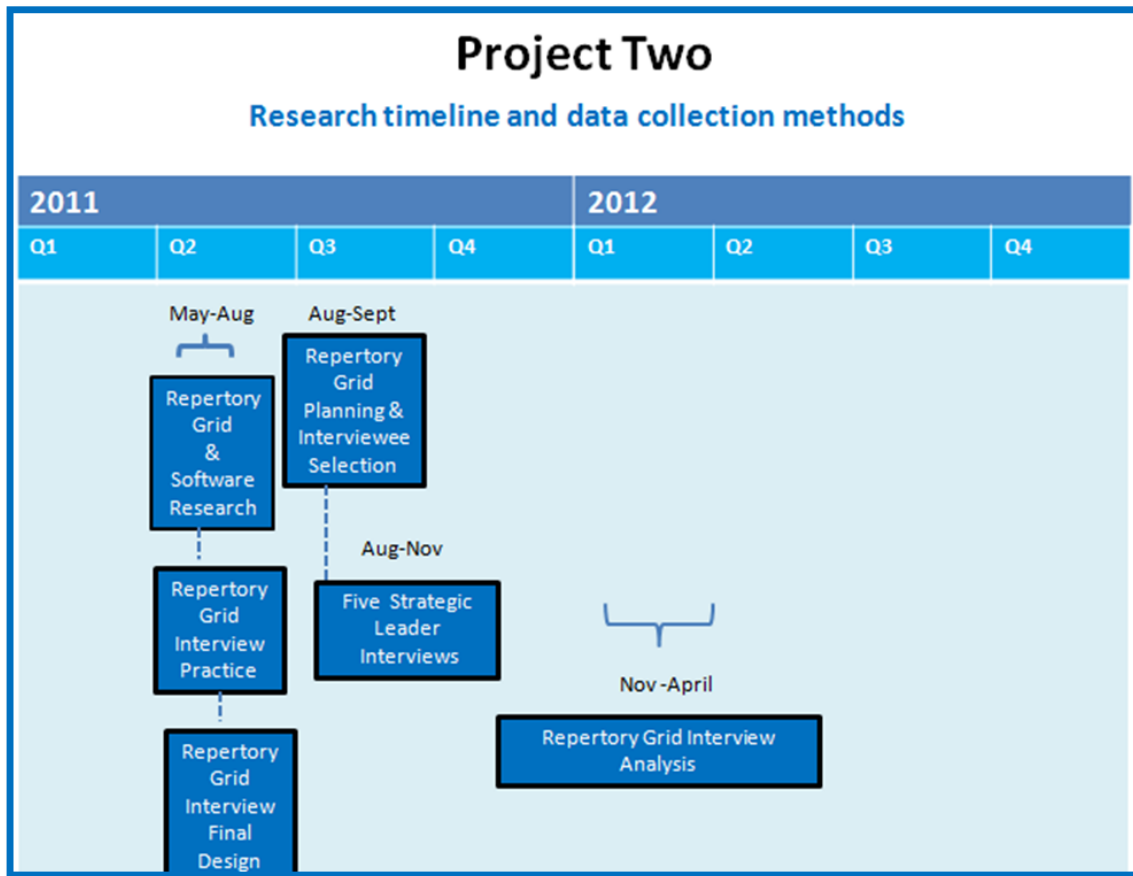 Project Two
Research timeline and data collection methods
2011
2012
Q1
Q2
Q3
Q4
Q1
Q2
Q3
Q4
May-Aug
Aug-Sept
Repertory
Grid
&
Software
Research
Repertory
Grid
Planning &
Interviewee
Selection
Aug-Nov
Repertory
Grid
Interview
Practice
Five Strategic
Leader
Interviews
Nov -April
Repertory Grid Interview
Analysis
Repertory
Grid
Interview
Final
Design